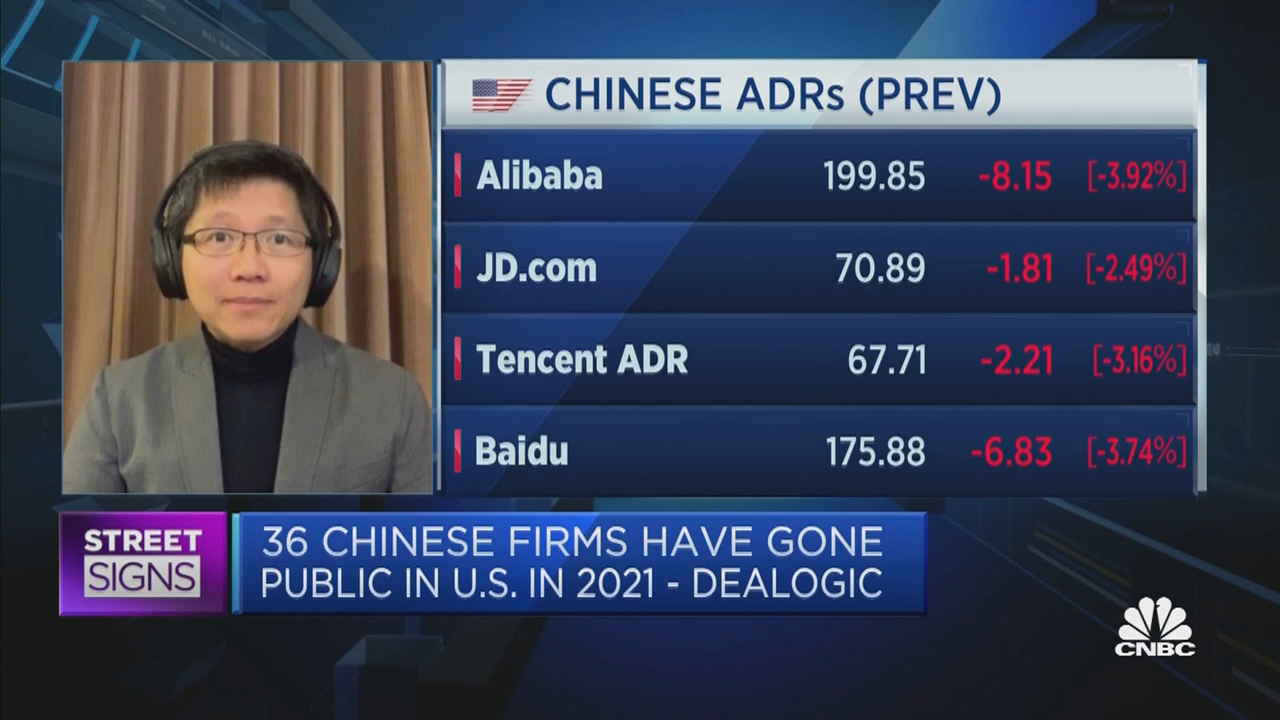 CHINESE ADRs (PREV)
Alibaba 199.85 -8.15 [-3.92%]
JD.com 70.89 -1.81 [-2.49%]
Tencent ADR 67.71 -2.21 [-3.16%]
Baidu 175.88 -6.83 [-3.74%]
STREET
SIGNS
36 CHINESE FIRMS HAVE GONE
PUBLIC IN U.S. IN 2021 - DEALOGIC
CNBC